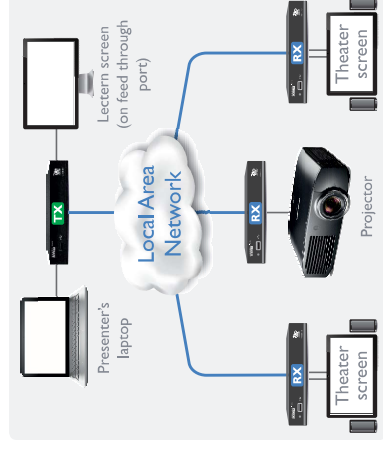 Presenter's
laptop
TX
Lectern screen
(on feed through
port)
Local Area
Network
RX
Theater
screen
RX
Projector
RX
Theater
screen